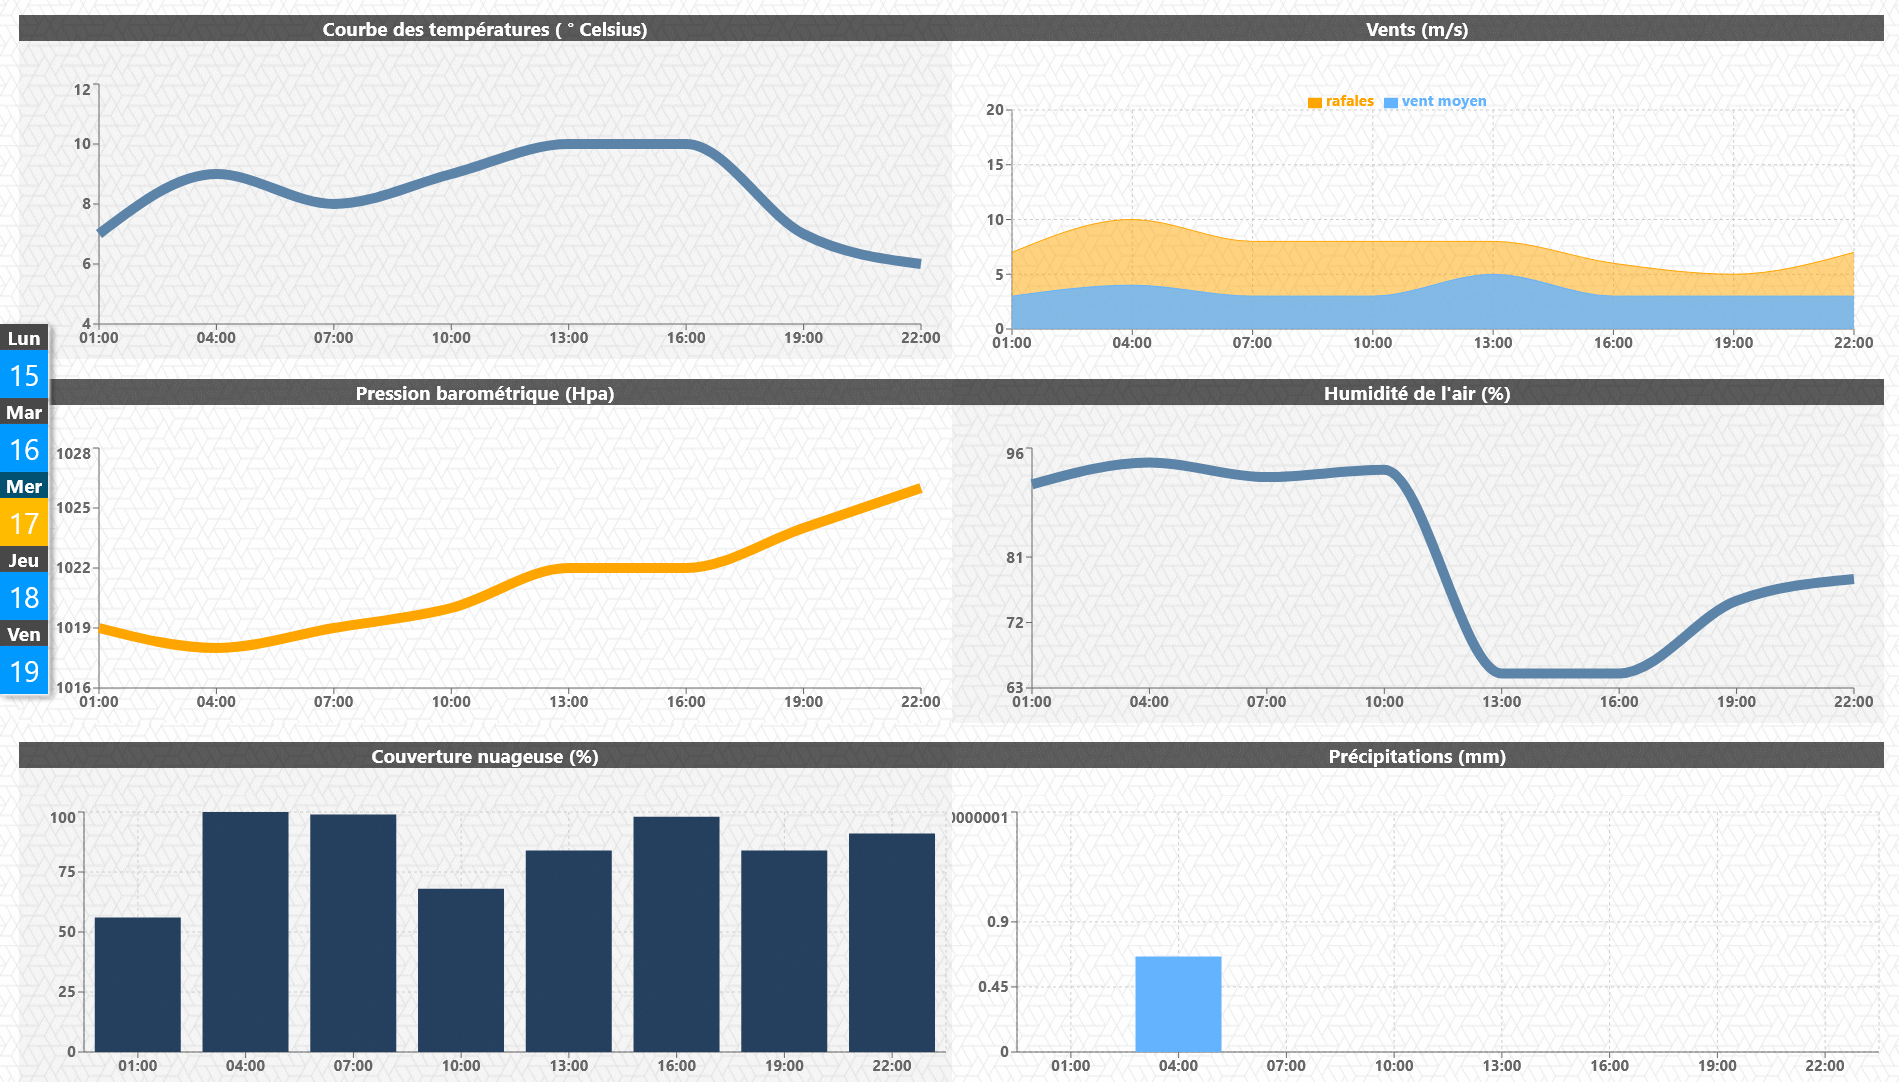 Courbe des températures ( ° Celsius)
12
10
8
6
4
01:00 04:00 07:00 10:00 13:00 16:00 19:00 22:00
Vents (m/s)
rafales vent moyen
20
15
10
5
0
01:00 04:00 07:00 10:00 13:00 16:00 19:00 22:00
Lun
15
Mar
16
Mer
17
Jeu
18
Ven
19
Pression barométrique (Hpa)
1028
1025
1022
1019
1016
01:00 04:00 07:00 10:00 13:00 16:00 19:00 22:00
Humidité de l'air (%)
96
81
72
63
01:00 04:00 07:00 10:00 13:00 16:00 19:00 22:00
Couverture nuageuse (%)
100
75
50
25
0
01:00 04:00 07:00 10:00 13:00 16:00 19:00 22:00
Précipitations (mm)
0000001
0.9
0.45
0
01:00 04:00 07:00 10:00 13:00 16:00 19:00 22:00